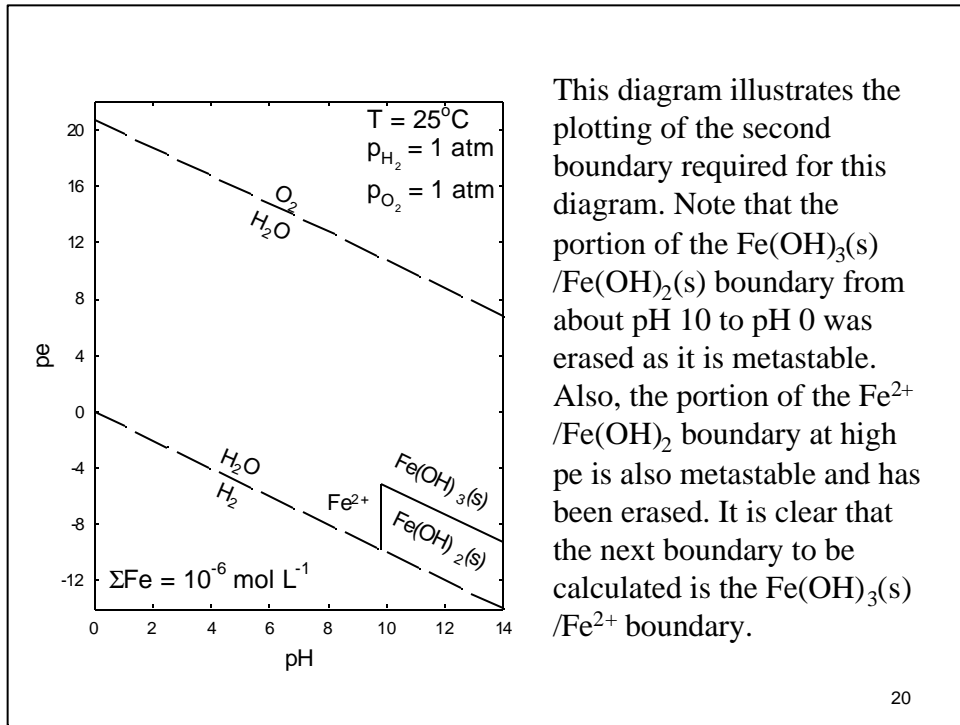 T = 25°C
p_H₂ = 1 atm
p_O₂ = 1 atm
20
16
12
8
4
0
-4
-8
-12
pe
O₂
H₂O
H₂O
H₂
Fe²⁺
Fe(OH)₃(s)
Fe(OH)₂(s)
ΣFe = 10⁻⁶ mol L⁻¹
0 2 4 6 8 10 12 14
pH
This diagram illustrates the
plotting of the second
boundary required for this
diagram. Note that the
portion of the Fe(OH)₃(s)
/Fe(OH)₂(s) boundary from
about pH 10 to pH 0 was
erased as it is metastable.
Also, the portion of the Fe²⁺
/Fe(OH)₂ boundary at high
pe is also metastable and has
been erased. It is clear that
the next boundary to be
calculated is the Fe(OH)₃(s)
/Fe²⁺ boundary.
20